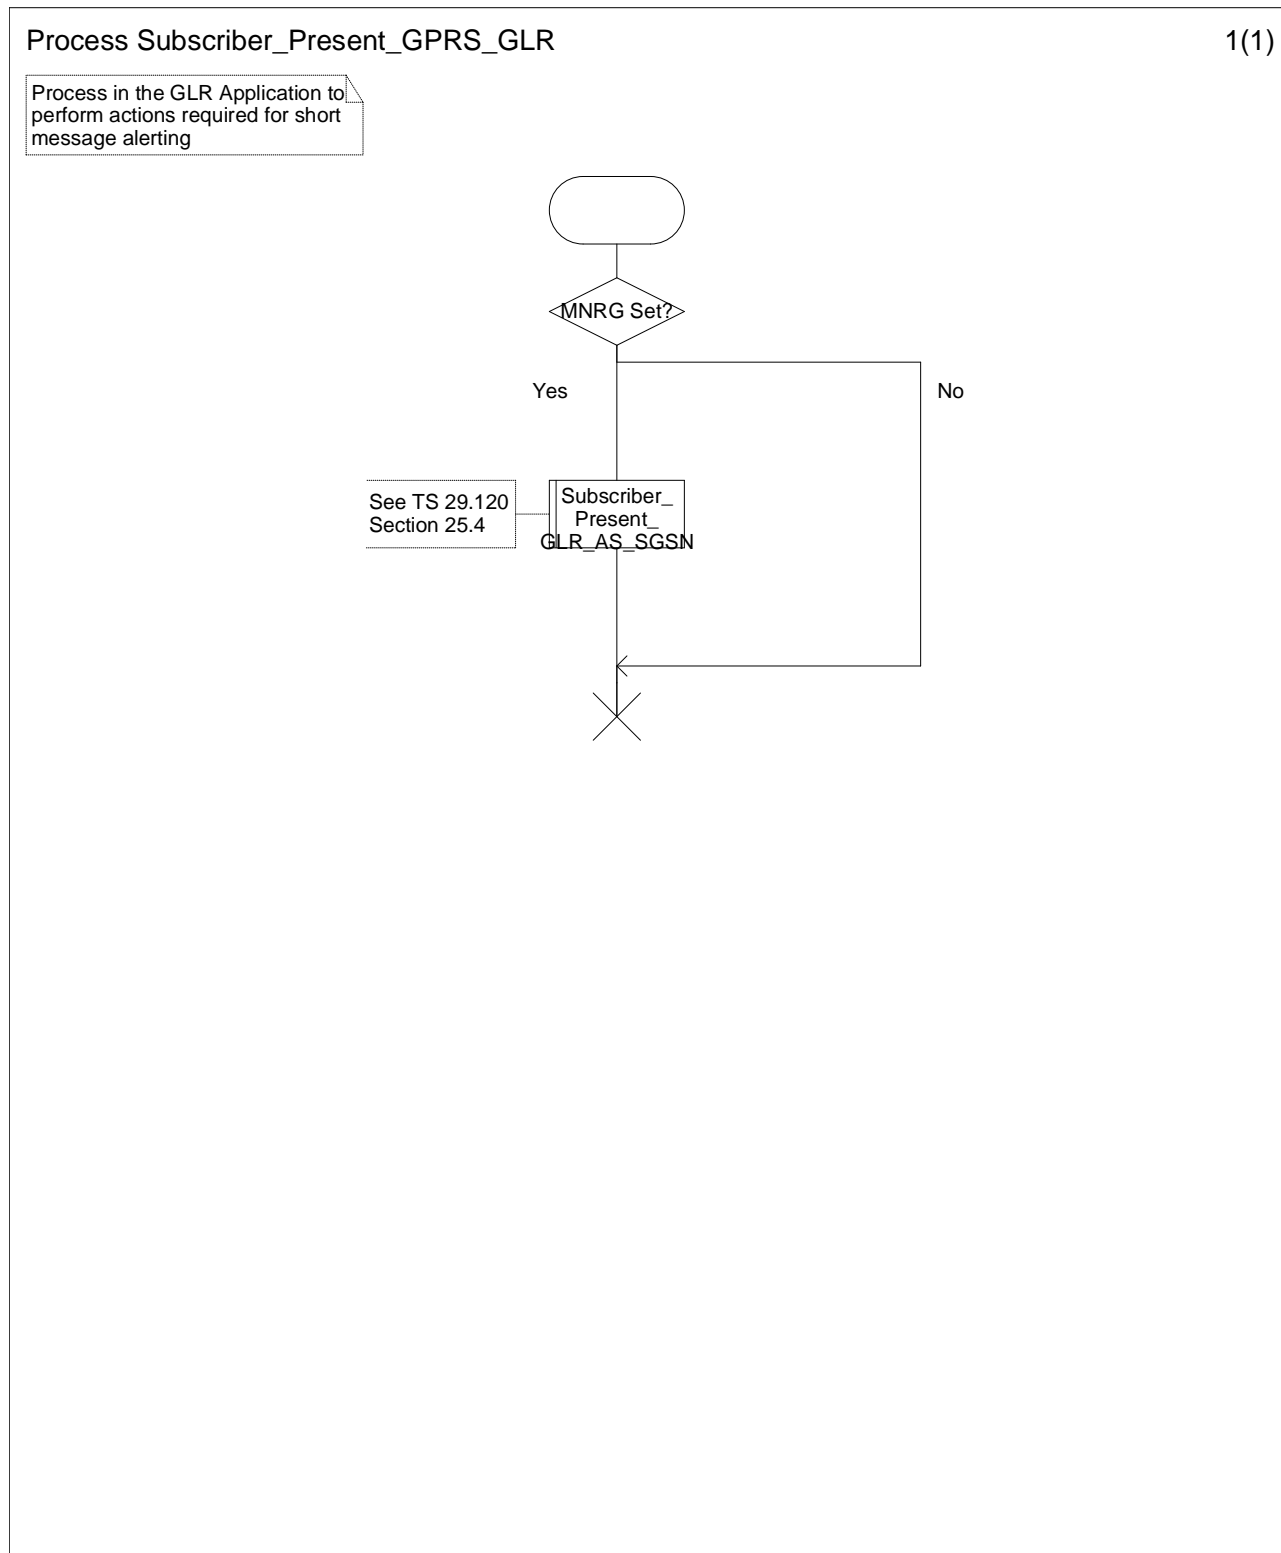 Process Subscriber_Present_GPRS_GLR
1(1)
Process in the GLR Application to
perform actions required for short
message alerting
MNRG Set?
Yes
No
See TS 29.120
Section 25.4
Subscriber_
Present_
GLR_AS_SGSN